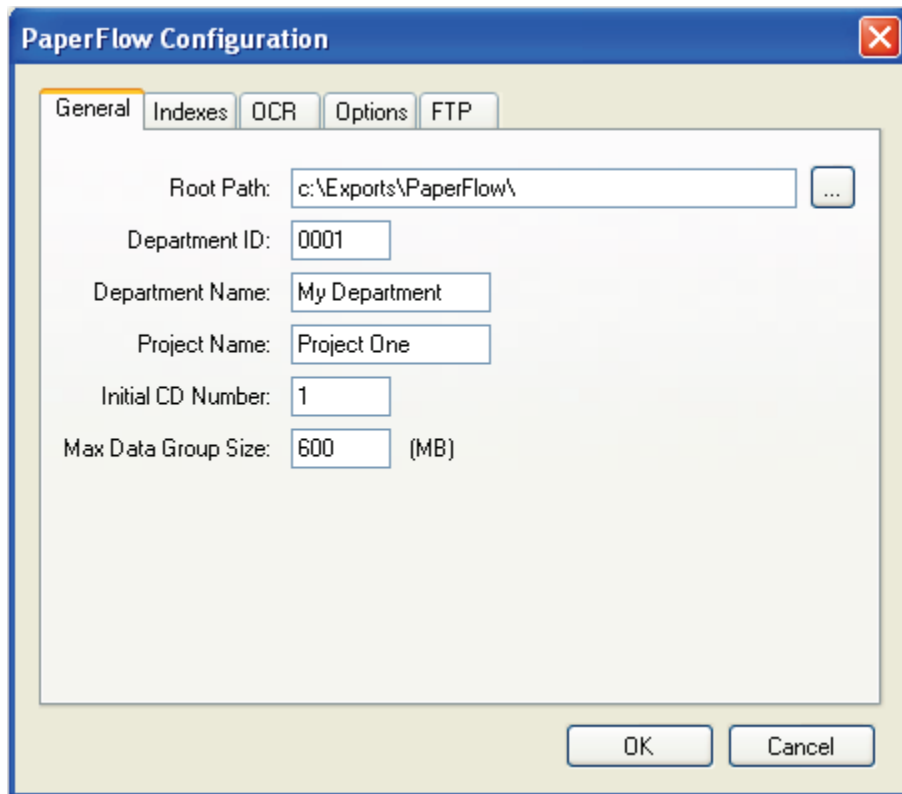 PaperFlow Configuration
General Indexes OCR Options FTP
Root Path: c:\Exports\PaperFlow\ ...
Department ID: 0001
Department Name: My Department
Project Name: Project One
Initial CD Number: 1
Max Data Group Size: 600 (MB)
OK Cancel